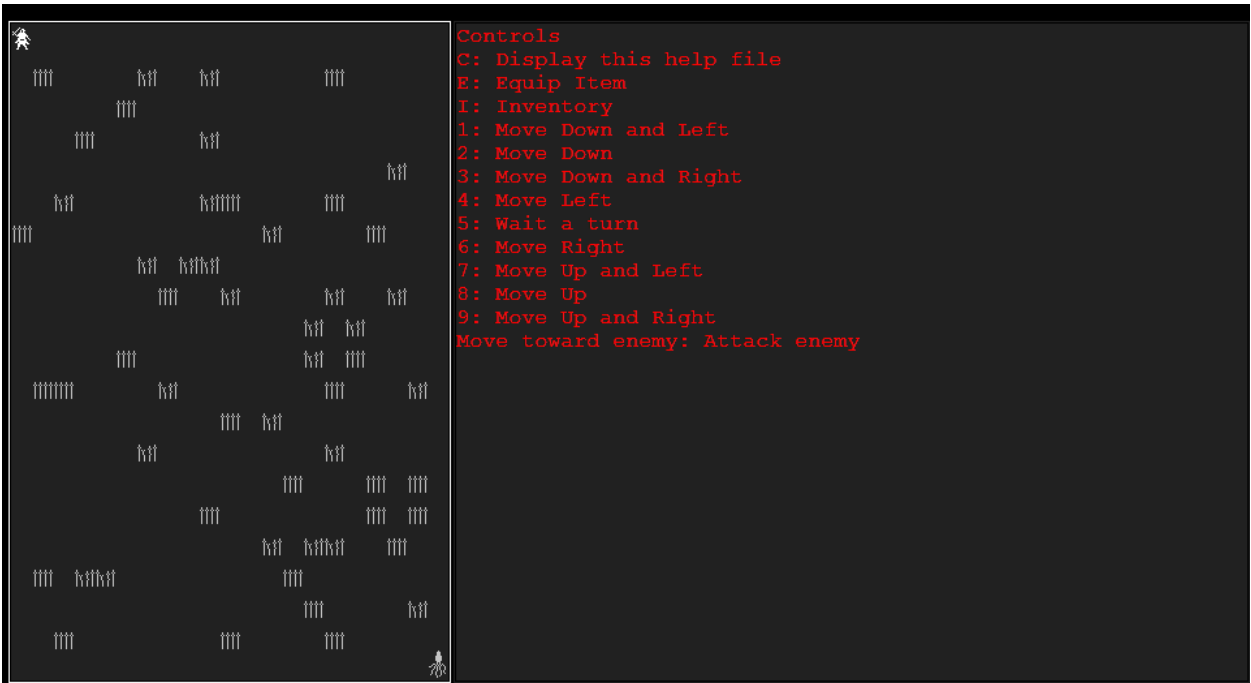 Controls
C: Display this help file
E: Equip Item
I: Inventory
1: Move Down and Left
2: Move Down
3: Move Down and Right
4: Move Left
5: Wait a turn
6: Move Right
7: Move Up and Left
8: Move Up
9: Move Up and Right
Move toward enemy: Attack enemy